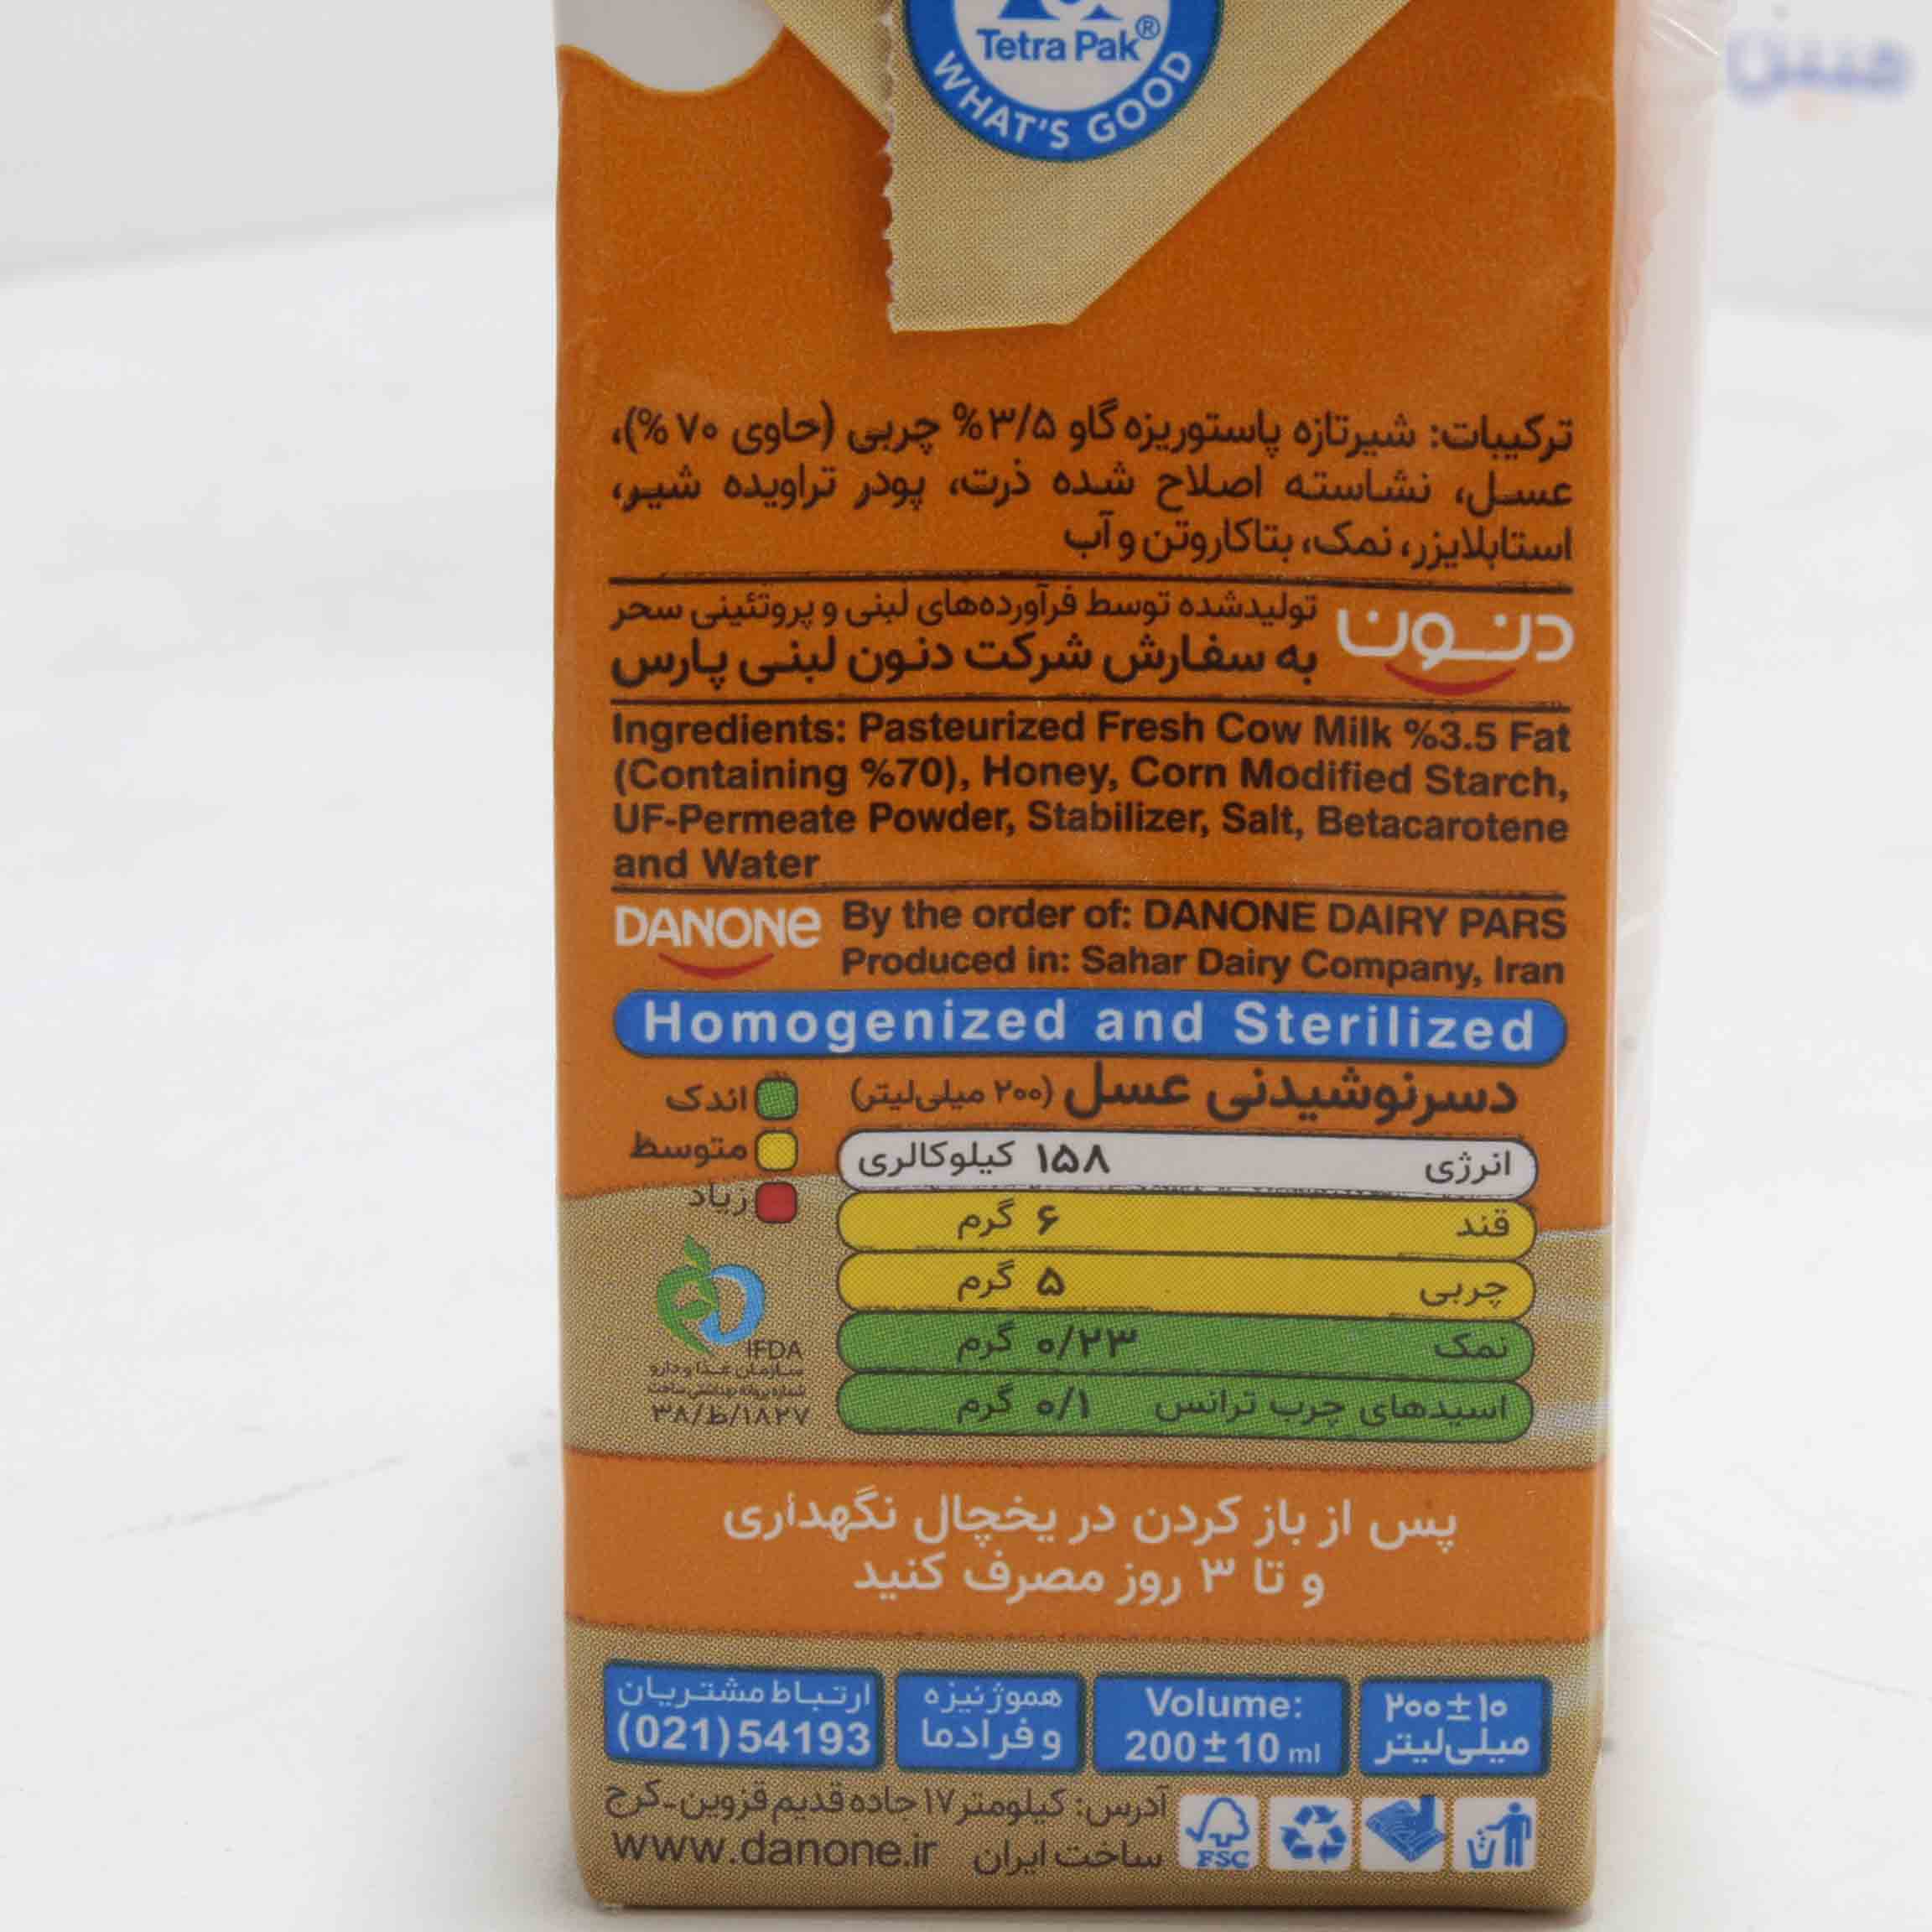 Tetra Pak®
WHAT'S GOOD
ترکیبات: شیرتازه پاستوریزه گاو ۳/۵% چربی (حاوی ۷۰ %)،
عسل، نشاسته اصلاح شده ذرت، پودر تراویده شیر،
استابلایزر، نمک، بتاکاروتن و آب
دنون
تولیدشده توسط فرآورده‌های لبنی و پروتئینی سحر
به سفارش شرکت دنون لبنی پارس
Ingredients: Pasteurized Fresh Cow Milk %3.5 Fat
(Containing %70), Honey, Corn Modified Starch,
UF-Permeate Powder, Stabilizer, Salt, Betacarotene
and Water
DANONE
By the order of: DANONE DAIRY PARS
Produced in: Sahar Dairy Company, Iran
Homogenized and Sterilized
دسرنوشیدنی عسل (۲۰۰ میلی‌لیتر)
انرژی ۱۵۸ کیلوکالری
قند ۶ گرم
چربی ۵ گرم
نمک ۰/۲۳ گرم
اسیدهای چرب ترانس ۰/۱ گرم
اندک
متوسط
زیاد
IFDA
سازمان غذا و دارو
شماره پروانه بهداشتی ساخت
۳۸/ط/۱۸۲۷
پس از باز کردن در یخچال نگهداری
و تا ۳ روز مصرف کنید
۲۰۰±۱۰
میلی‌لیتر
Volume:
200±10 ml
هموژنیزه
و فرادما
ارتباط مشتریان
(021)54193
FSC
آدرس: کیلومتر ۱۷ جاده قدیم قزوین-کرج
ساخت ایران www.danone.ir